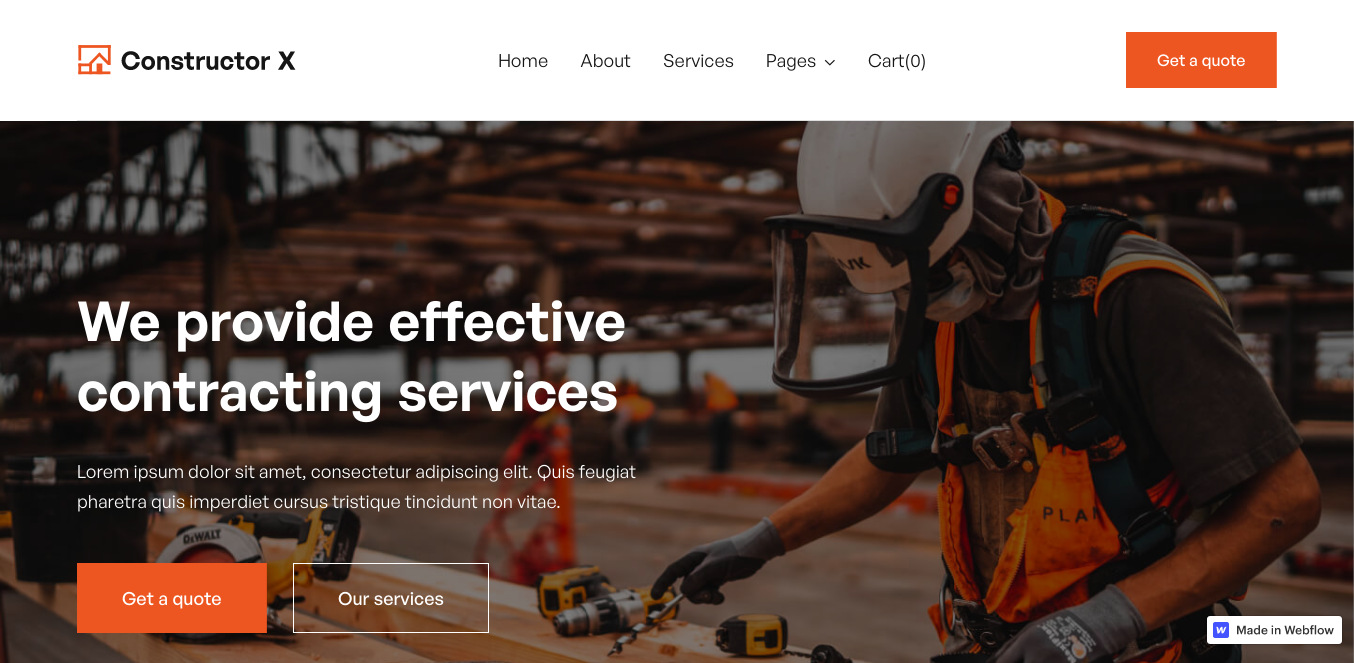 Constructor X
Home About Services Pages Cart(0)
Get a quote
We provide effective
contracting services
Lorem ipsum dolor sit amet, consectetur adipiscing elit. Quis feugiat
pharetra quis imperdiet cursus tristique tincidunt non vitae.
DEWALT
Get a quote
Our services
Made in Webflow